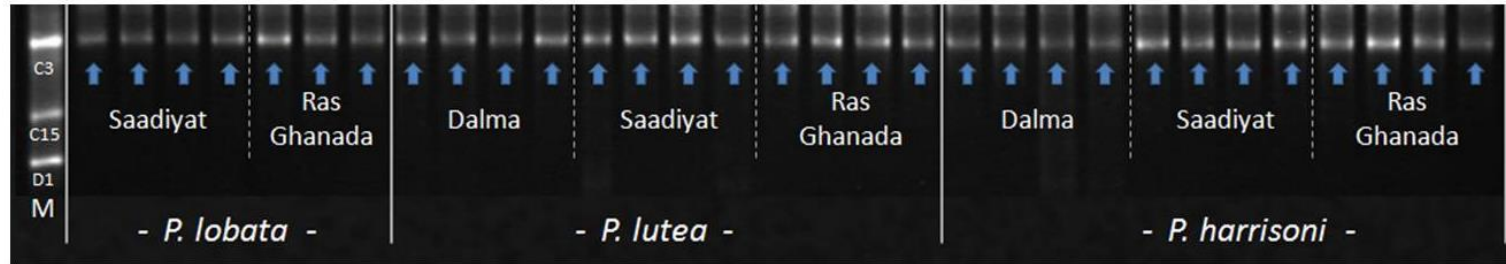 C3
C15
D1
M
Saadiyat
Ras
Ghanada
Dalma
Saadiyat
Ras
Ghanada
Dalma
Saadiyat
Ras
Ghanada
- P. lobata -
- P. lutea -
- P. harrisoni -